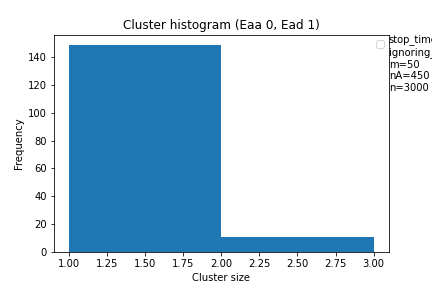 Cluster histogram (Eaa 0, Ead 1)
stop_time
ignoring_
m=50
nA=450
n=3000
Frequency
140
120
100
80
60
40
20
0
1.00 1.25 1.50 1.75 2.00 2.25 2.50 2.75 3.00
Cluster size